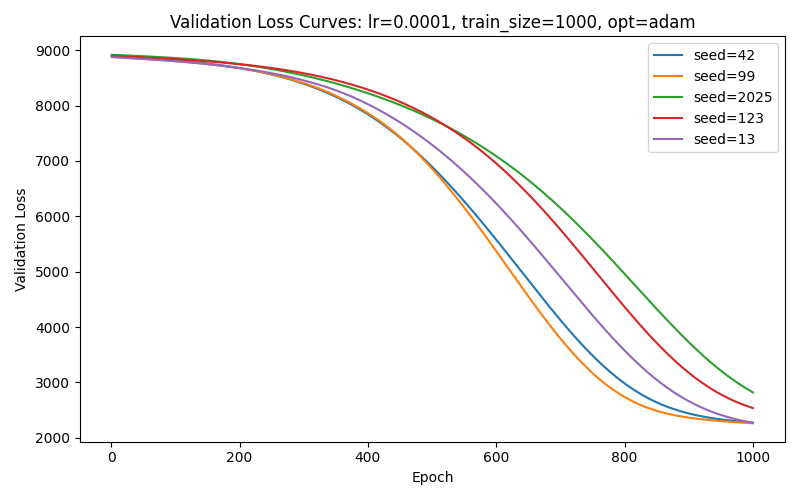 Validation Loss Curves: lr=0.0001, train_size=1000, opt=adam
9000
8000
7000
6000
5000
4000
3000
2000
Validation Loss
seed=42
seed=99
seed=2025
seed=123
seed=13
0 200 400 600 800 1000
Epoch